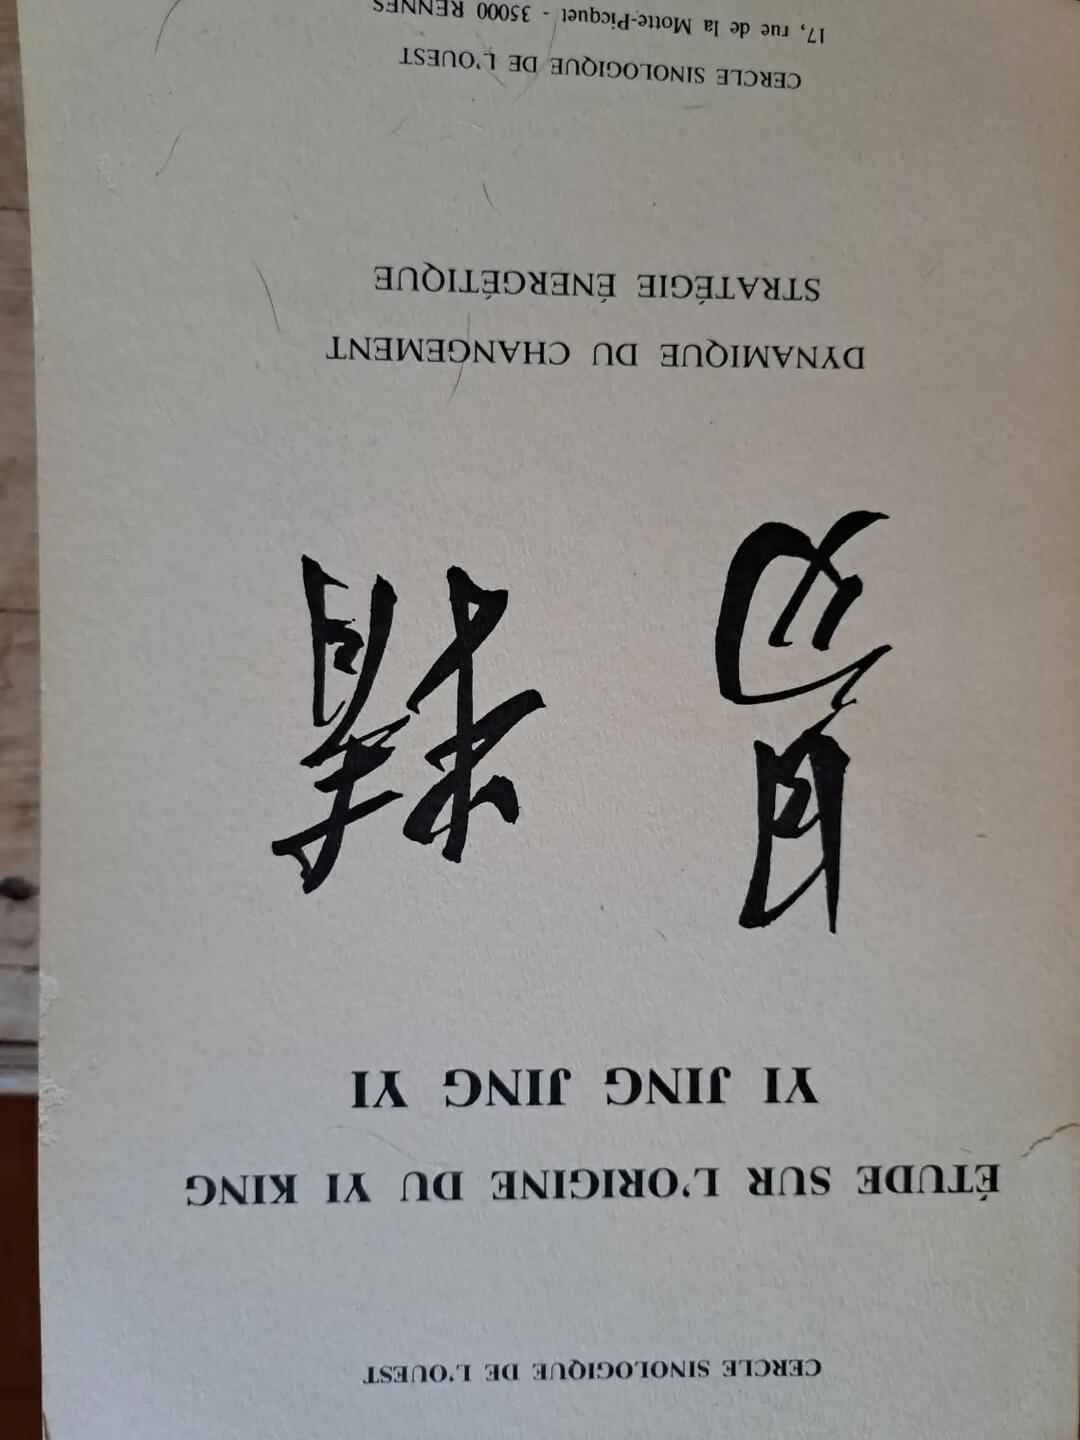 CERCLE SINOLOGIQUE DE L'OUEST
ÉTUDE SUR L'ORIGINE DU YI KING
YI JING JING YI
易 經
DYNAMIQUE DU CHANGEMENT
STRATÉGIE ÉNERGÉTIQUE
CERCLE SINOLOGIQUE DE L'OUEST
17, rue de la Motte-Picquet - 35000 RENNES